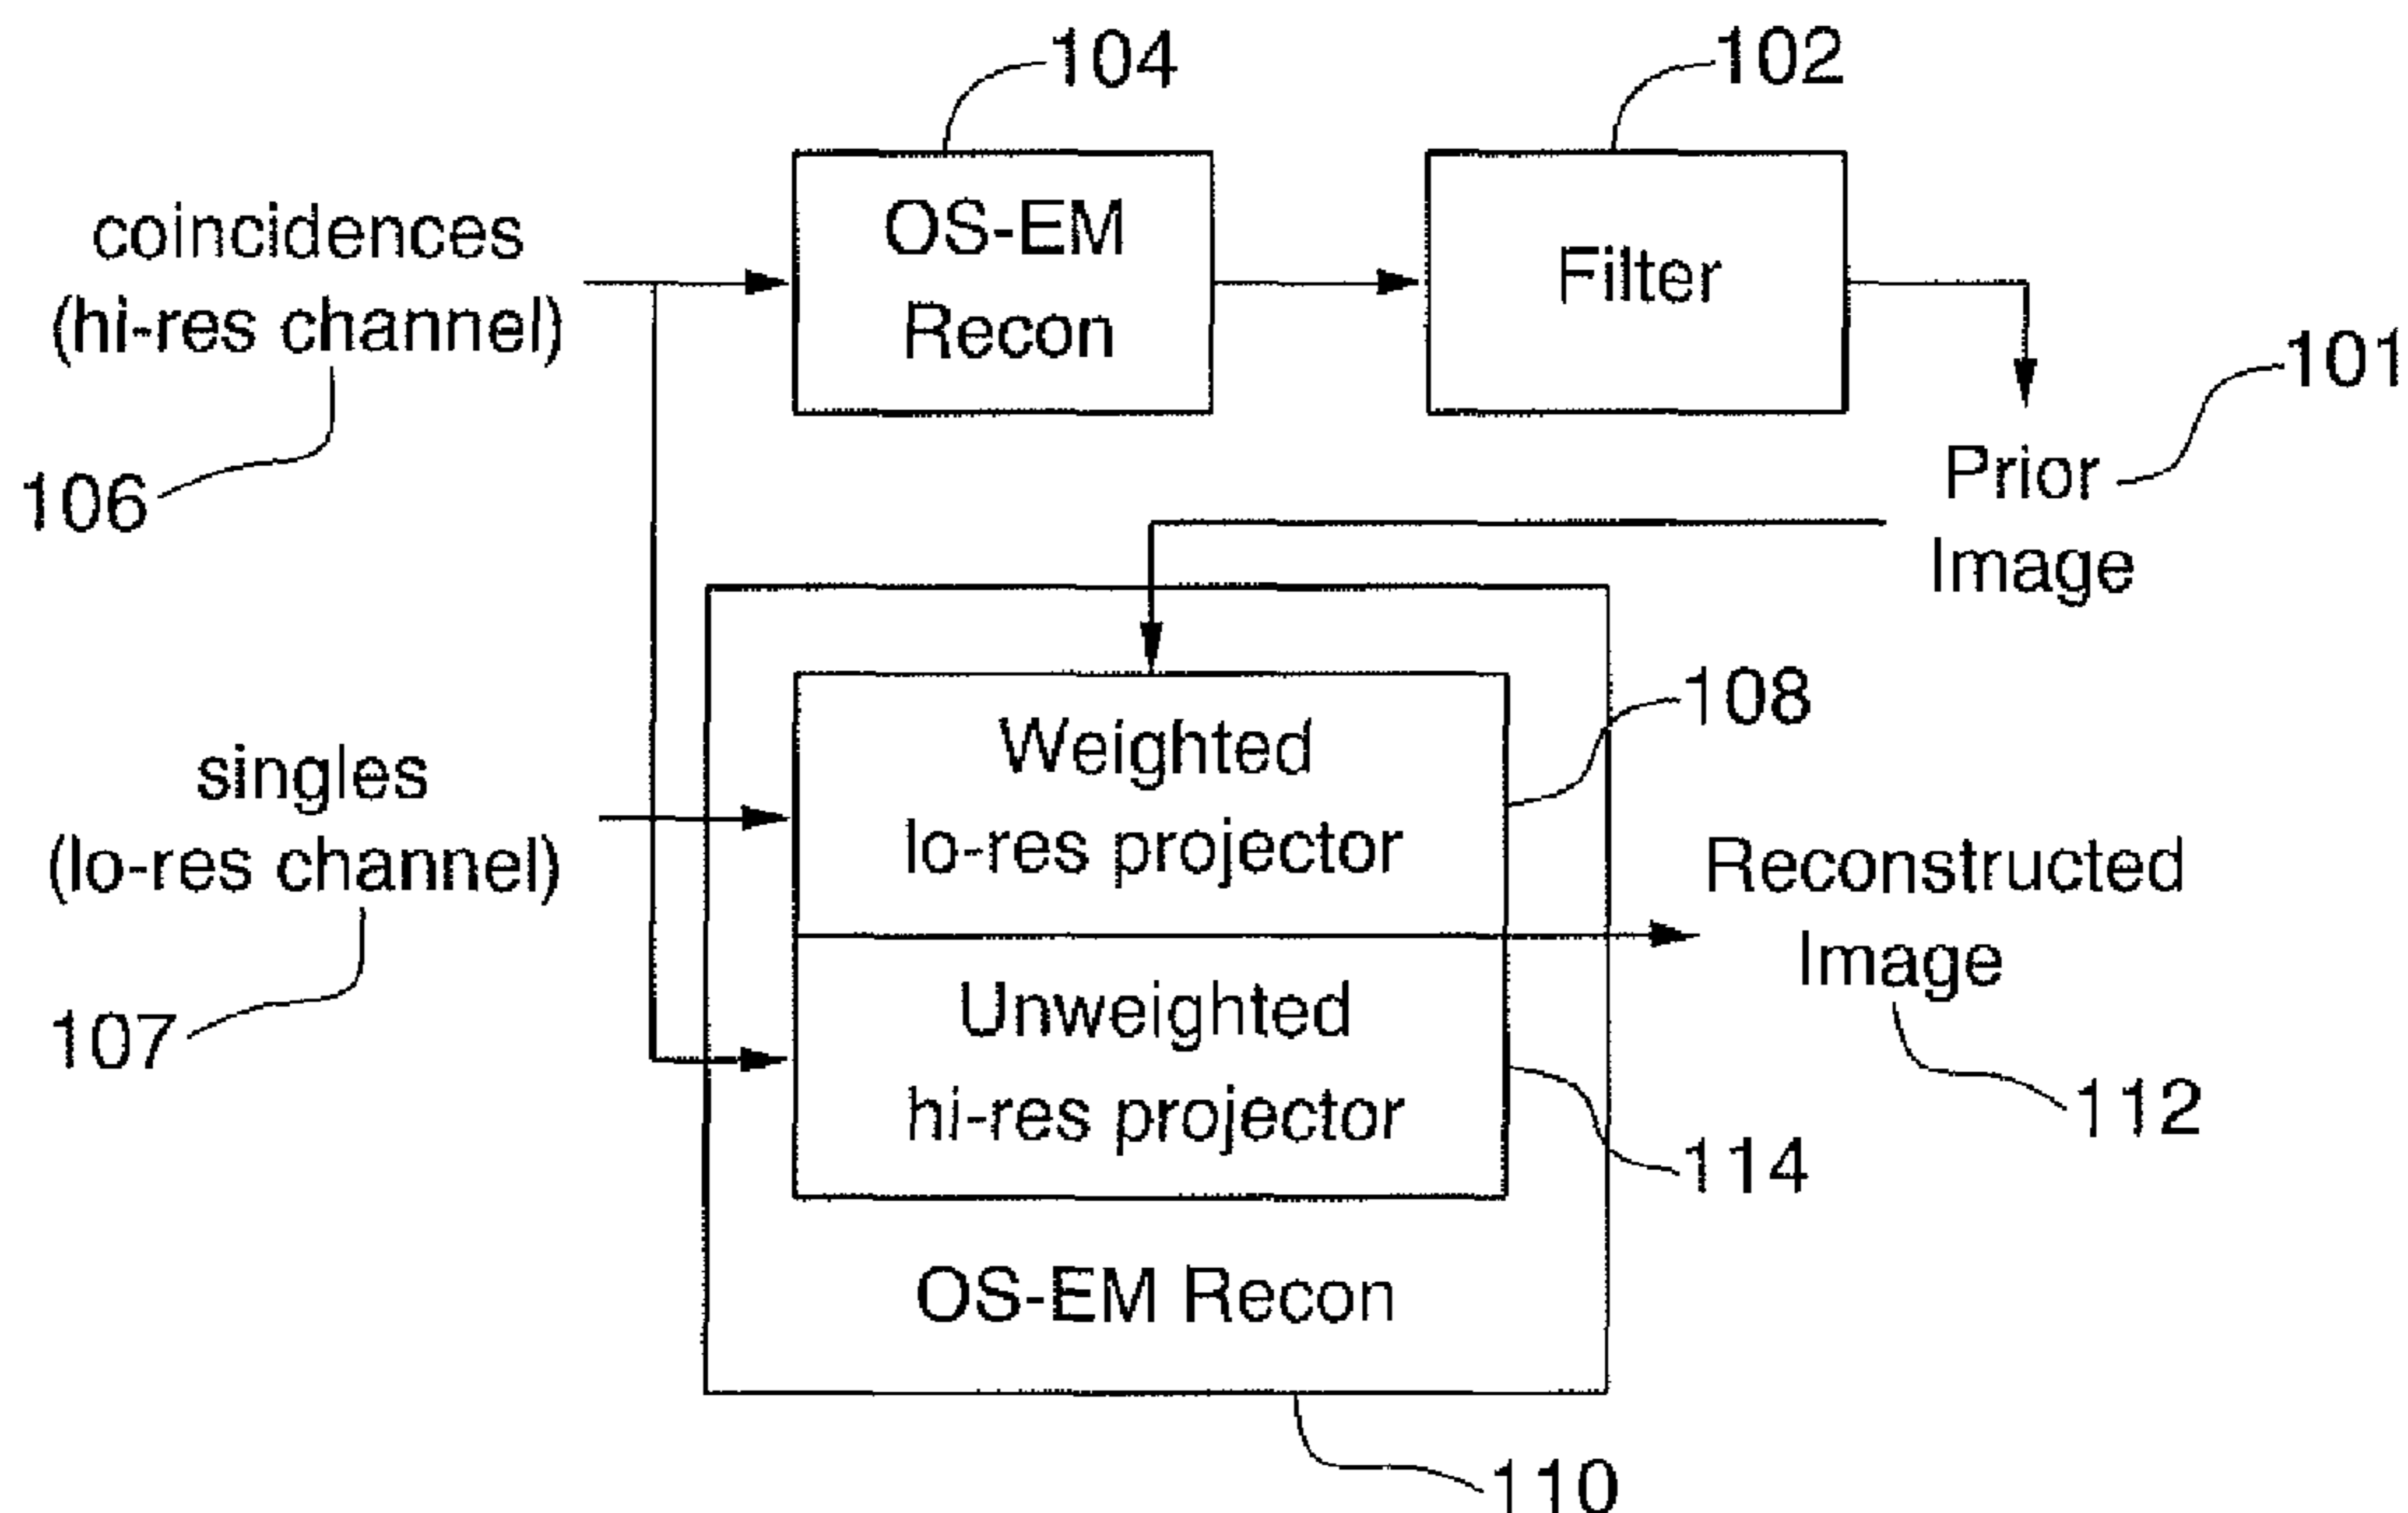 104
102
coincidences
(hi-res channel)
OS-EM
Recon
Filter
101
106
Prior
Image
108
singles
(lo-res channel)
Weighted
lo-res projector
Reconstructed
Image
107
Unweighted
hi-res projector
112
114
OS-EM Recon
110